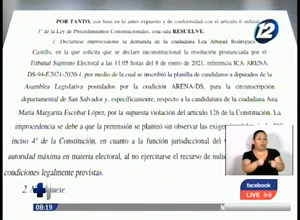 POR TANTO, con base en lo antes expuesto y de conformidad con el artículo 6 ordinal
3° de la Ley de Procedimientos Constitucionales, esta sala RESUELVE.
1. Declárase improcedente la demanda de la ciudadana Lea Abigail Rodríguez
Castillo, en la que solicita que se declare inconstitucional la resolución pronunciada por el
Tribunal Supremo Electoral a las 11:05 horas del 8 de enero de 2021, referencia ICA-ARENA
DS-94-E2021-2020-1, por medio de la cual se inscribió la planilla de candidatos a diputados de la
Asamblea Legislativa postulados por la coalición ARENA-DS, para la circunscripción
departamental de San Salvador y, específicamente, respecto a la candidatura de la ciudadana Ana
María Margarita Escobar López, por la supuesta violación del artículo 126 de la Constitución. La
improcedencia se debe a que la pretensión se planteó sin observar las exigencias
inciso 4° de la Constitución, en cuanto a la función jurisdiccional del
autoridad máxima en materia electoral, al no ejercitarse el recurso de
condiciones legalmente previstas.
2.
12
08:19
facebook
LIVE